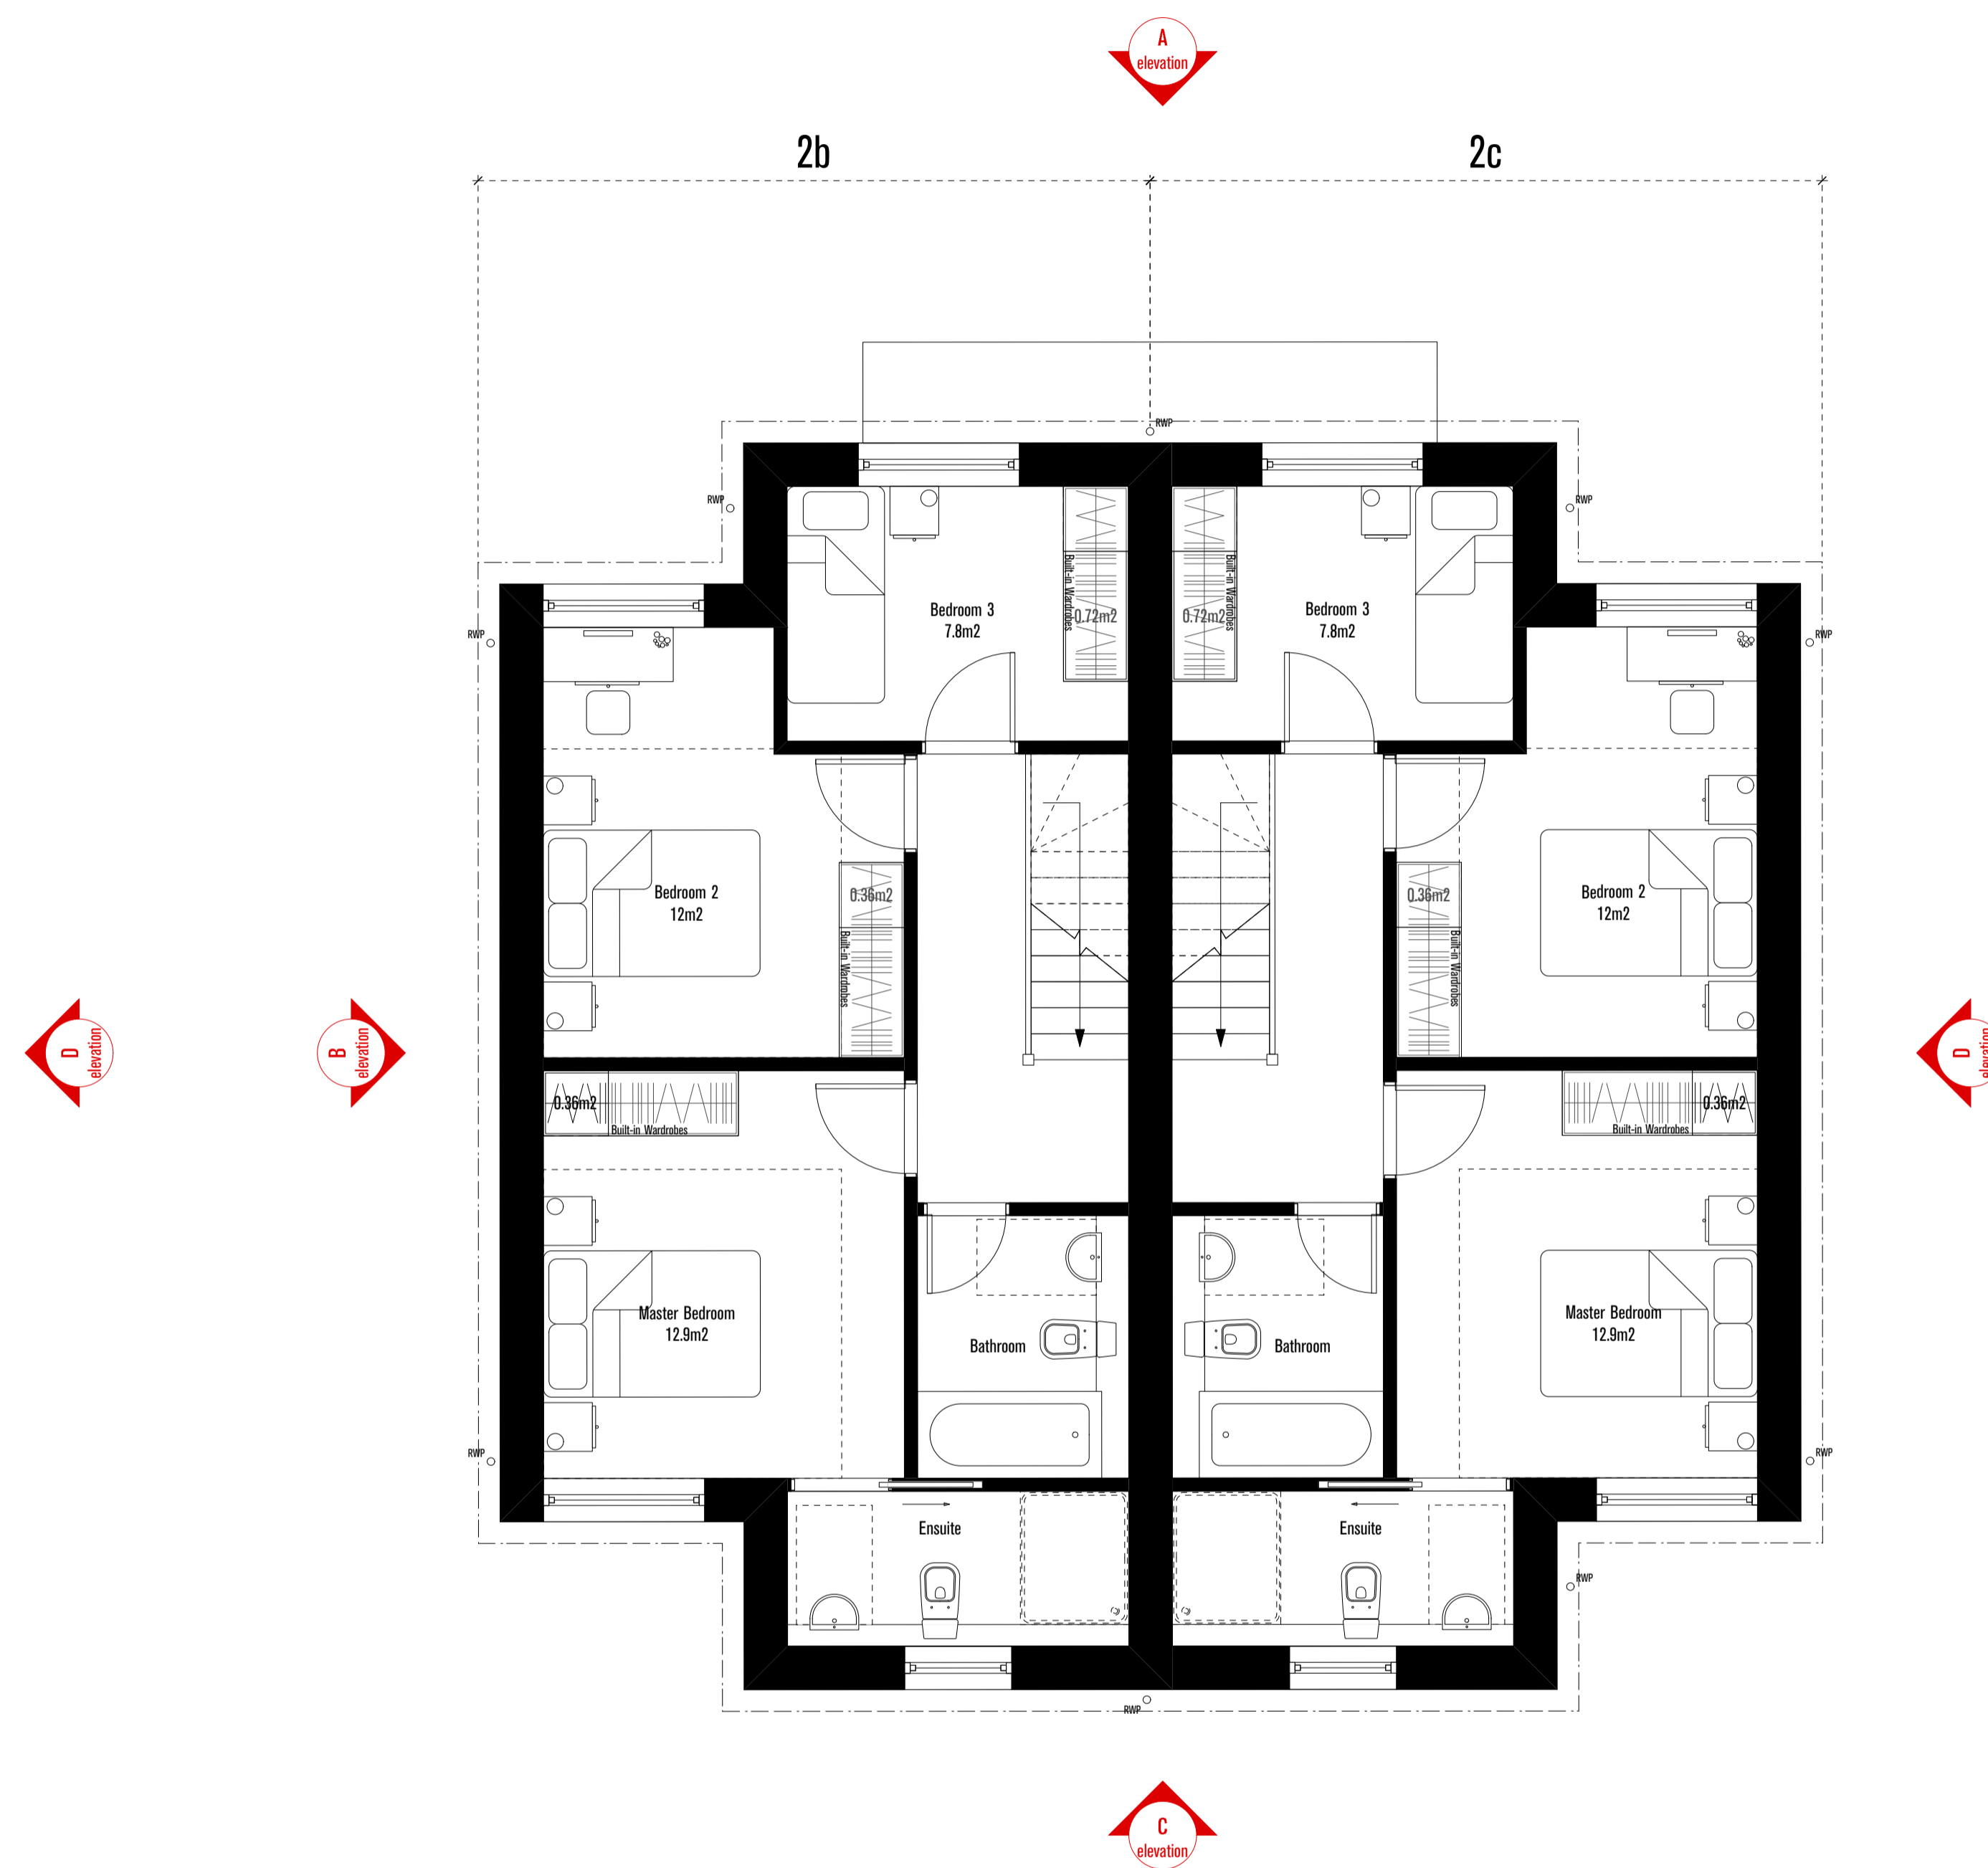 A
elevation
2b
2c
RWP
RWP
RWP
Built-in Wardrobes
0.72m2
Built-in Wardrobes
0.72m2
Bedroom 3
7.8m2
Bedroom 3
7.8m2
RWP
RWP
Bedroom 2
12m2
0.36m2
Built-in Wardrobes
0.36m2
Built-in Wardrobes
Bedroom 2
12m2
D
elevation
B
elevation
D
elevation
0.36m2
Built-in Wardrobes
0.36m2
Built-in Wardrobes
Master Bedroom
12.9m2
Bathroom
Bathroom
Master Bedroom
12.9m2
RWP
RWP
Ensuite
Ensuite
RWP
RWP
C
elevation